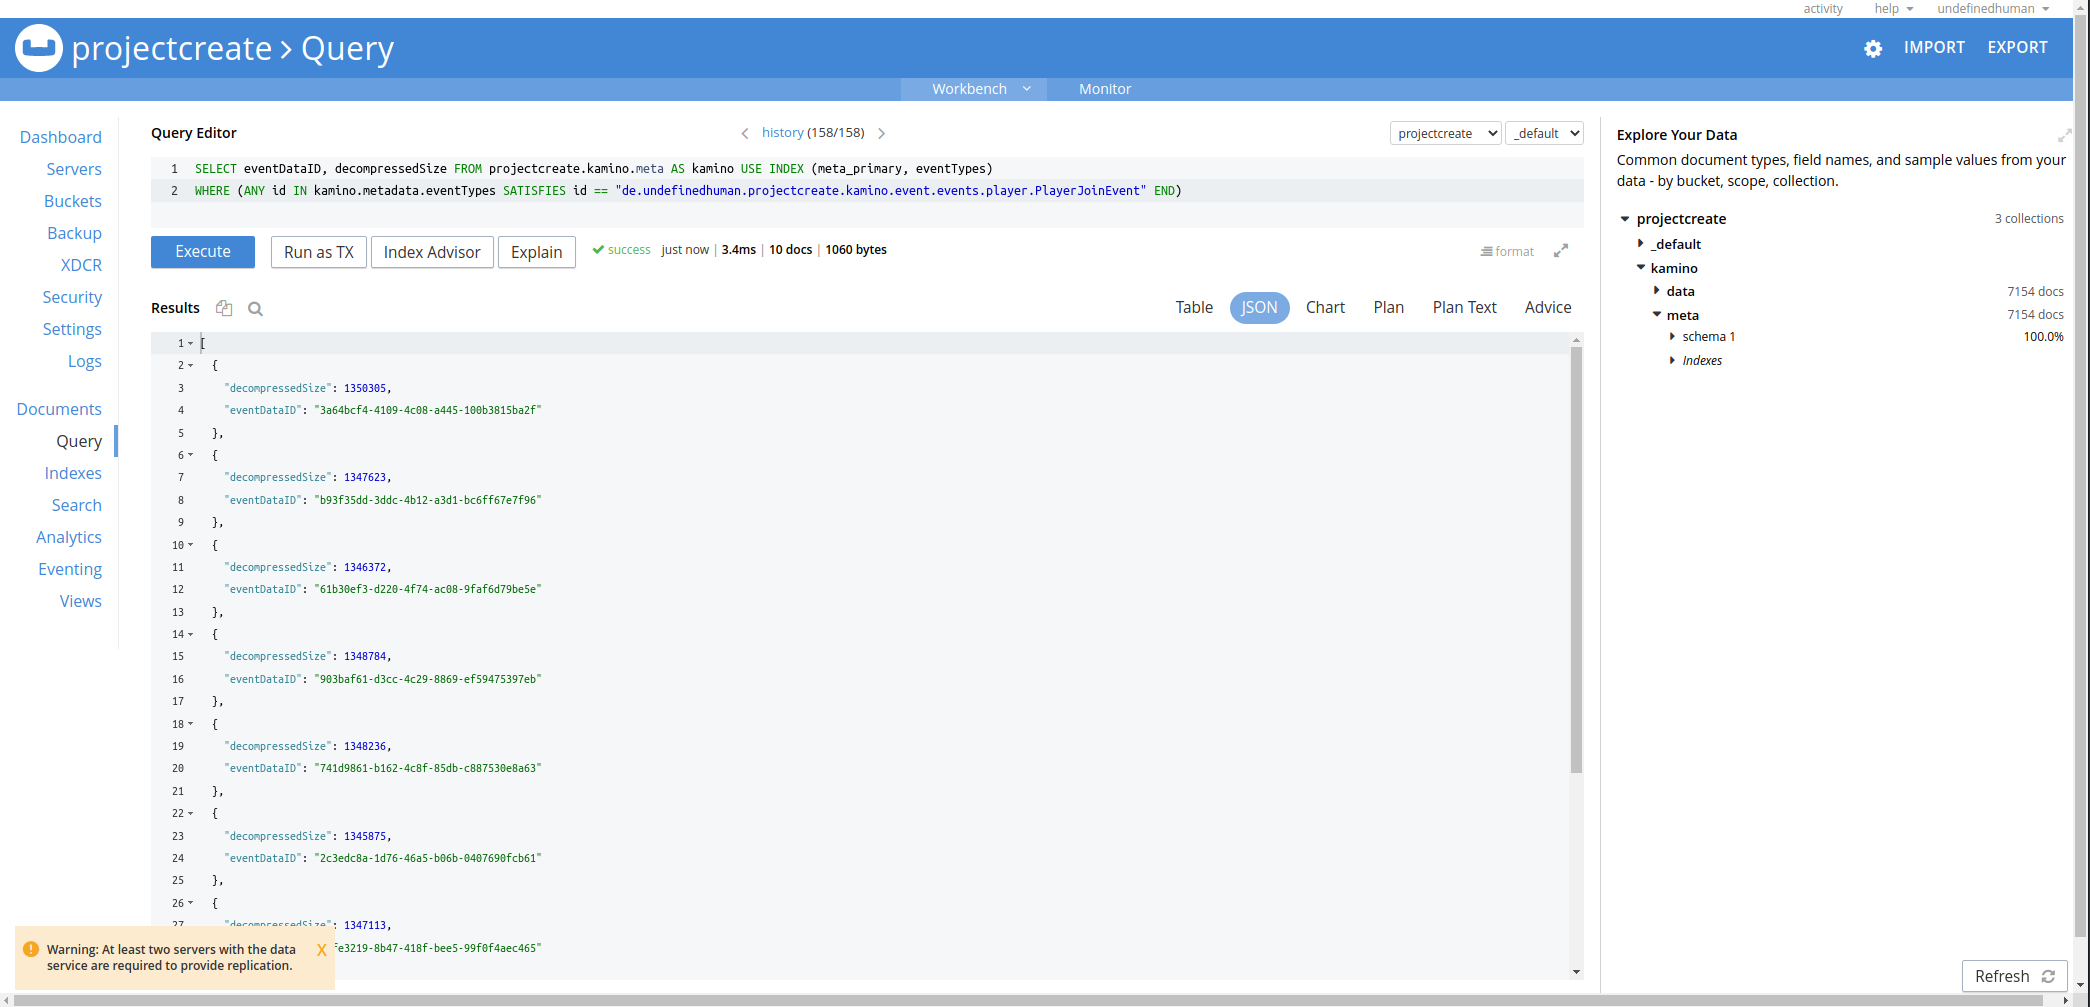 activity help undefinedhuman
projectcreate > Query
IMPORT EXPORT
Workbench Monitor
Dashboard
Servers
Buckets
Backup
XDCR
Security
Settings
Logs
Documents
Query
Indexes
Search
Analytics
Eventing
Views
Query Editor
history (158/158)
projectcreate _default
1 SELECT eventDataID, decompressedSize FROM projectcreate.kamino.meta AS kamino USE INDEX (meta_primary, eventTypes)
2 WHERE (ANY id IN kamino.metadata.eventTypes SATISFIES id == "de.undefinedhuman.projectcreate.kamino.event.events.player.PlayerJoinEvent" END)
Execute Run as TX Index Advisor Explain
success just now | 3.4ms | 10 docs | 1060 bytes
format
Results
Table JSON Chart Plan Plan Text Advice
1 [
2 {
3 "decompressedSize": 1350305,
4 "eventDataID": "3a64bcf4-4109-4c08-a445-100b3815ba2f"
5 },
6 {
7 "decompressedSize": 1347623,
8 "eventDataID": "b93f35dd-3ddc-4b12-a3d1-bc6ff67e7f96"
9 },
10 {
11 "decompressedSize": 1346372,
12 "eventDataID": "61b30ef3-d220-4f74-ac08-9faf6d79be5e"
13 },
14 {
15 "decompressedSize": 1348784,
16 "eventDataID": "903baf61-d3cc-4c29-8869-ef59475397eb"
17 },
18 {
19 "decompressedSize": 1348236,
20 "eventDataID": "741d9861-b162-4c8f-85db-c887530e8a63"
21 },
22 {
23 "decompressedSize": 1345875,
24 "eventDataID": "2c3edc8a-1d76-46a5-b06b-0407690fcb61"
25 },
26 {
27 "decompressedSize": 1347113,
fe3219-8b47-418f-bee5-99f0f4aec465"
Warning: At least two servers with the data
service are required to provide replication.
X
Explore Your Data
Common document types, field names, and sample values from your
data - by bucket, scope, collection.
projectcreate 3 collections
_default
kamino
data 7154 docs
meta 7154 docs
schema 1 100.0%
Indexes
Refresh